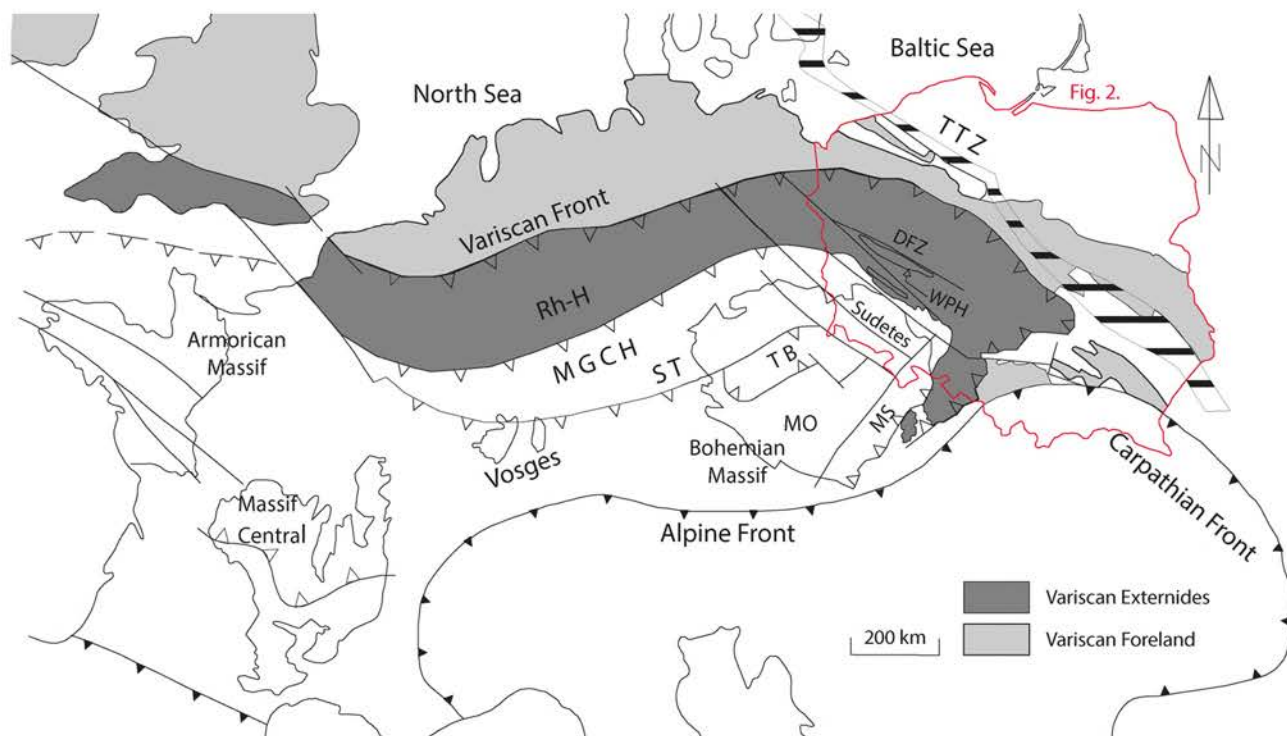 Baltic Sea
North Sea
Fig. 2.
TTZ
N
Variscan Front
DFZ
WPH
Rh-H
Sudetes
Armorican
Massif
MGCH
ST
TB
MO
MS
Bohemian
Massif
Vosges
Carpathian Front
Massif
Central
Alpine Front
Variscan Externides
200 km
Variscan Foreland